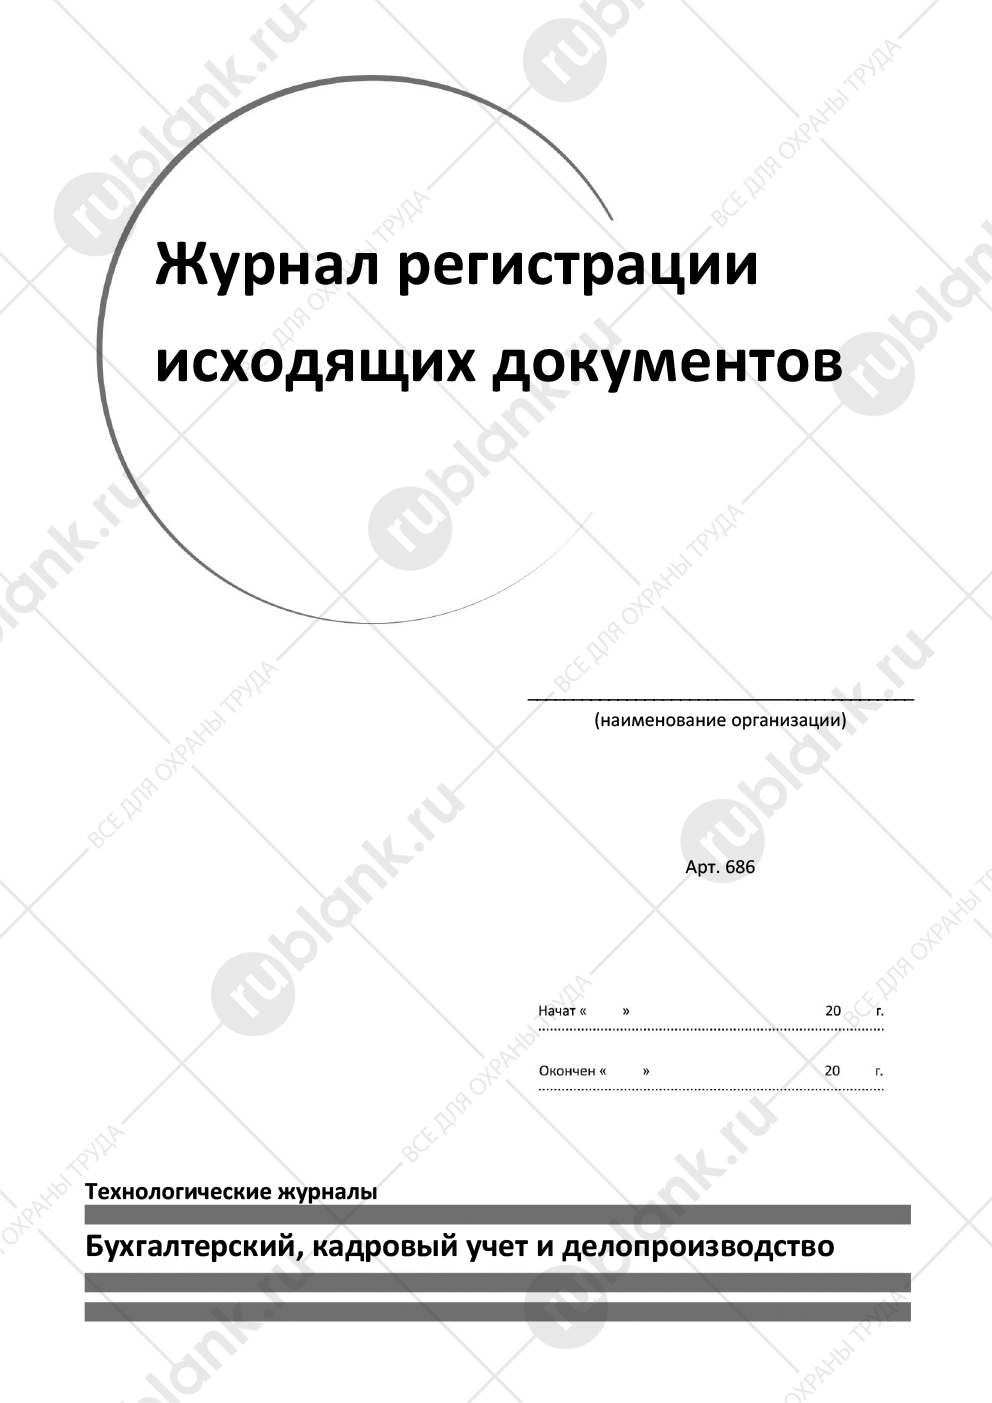 Журнал регистрации
исходящих документов
(наименование организации)
Арт. 686
Начат « » 20 г.
Окончен « » 20 г.
Технологические журналы
Бухгалтерский, кадровый учет и делопроизводство
rublank.ru
ВСЕ ДЛЯ ОХРАНЫ ТРУДА